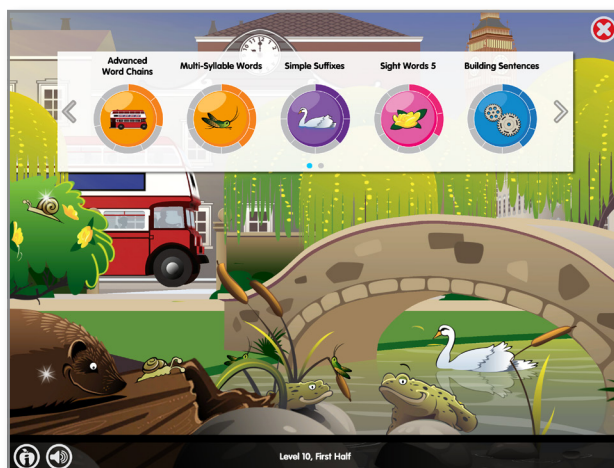 Advanced
Word Chains
Multi-Syllable Words
Simple Suffixes
Sight Words 5
Building Sentences
Level 10, First Half